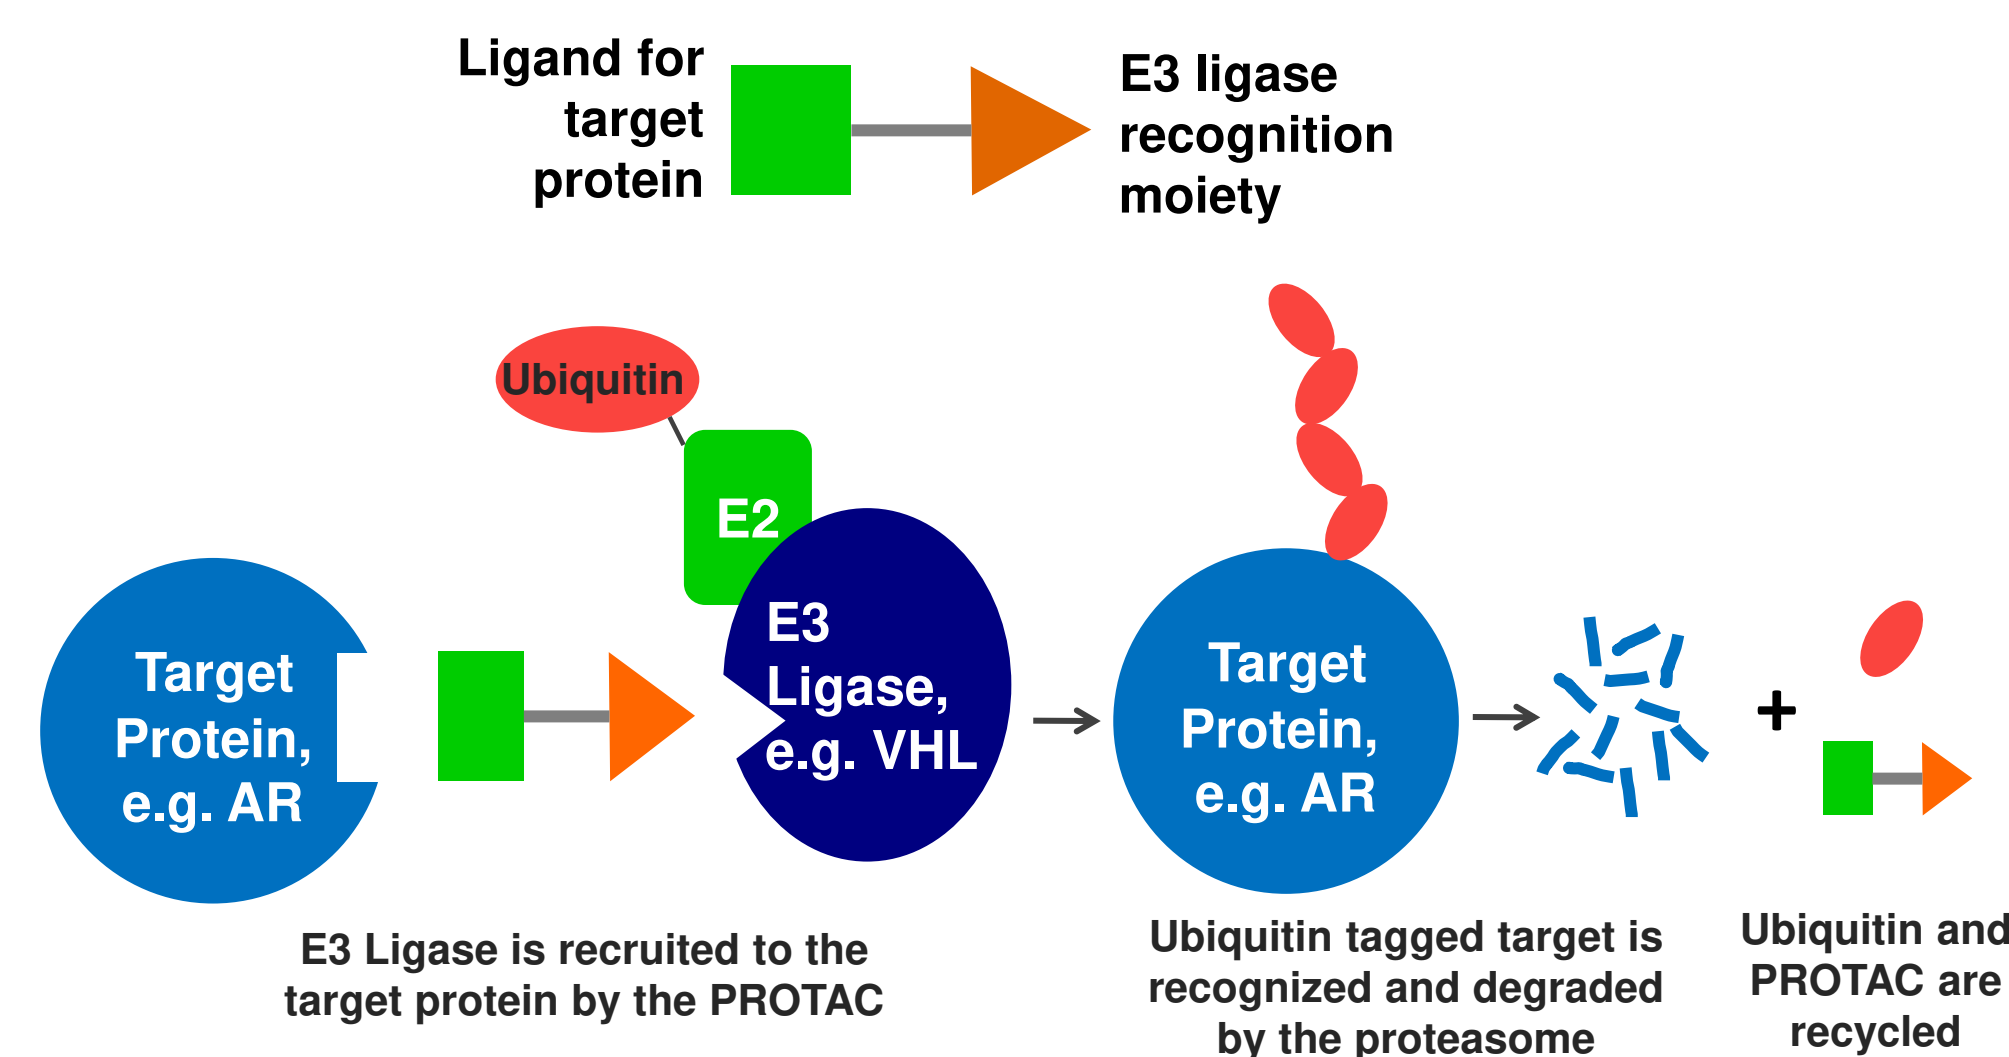 Ligand for
target
protein
E3 ligase
recognition
moiety
Ubiquitin
E2
E3
Ligase,
e.g. VHL
Target
Protein,
e.g. AR
Target
Protein,
e.g. AR
+
E3 Ligase is recruited to the
target protein by the PROTAC
Ubiquitin tagged target is
recognized and degraded
by the proteasome
Ubiquitin and
PROTAC are
recycled